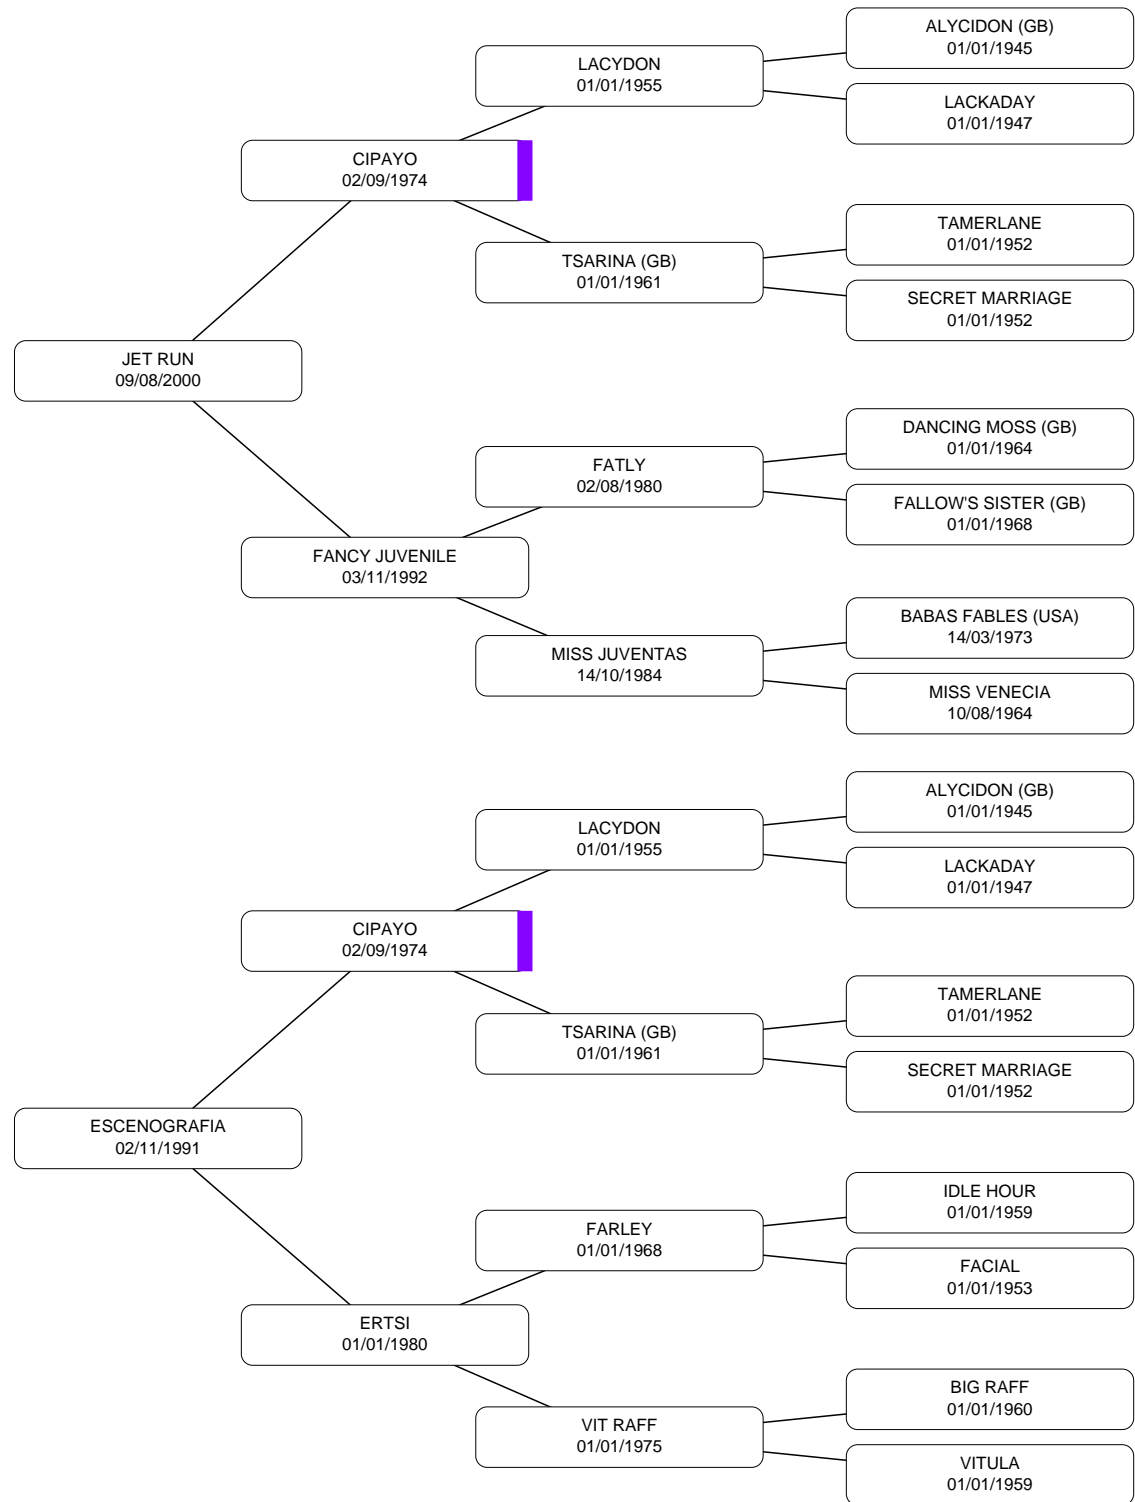 ALYCIDON (GB)
01/01/1945
LACYDON
01/01/1955
LACKADAY
01/01/1947
CIPAYO
02/09/1974
TAMERLANE
01/01/1952
TSARINA (GB)
01/01/1961
SECRET MARRIAGE
01/01/1952
JET RUN
09/08/2000
DANCING MOSS (GB)
01/01/1964
FATLY
02/08/1980
FALLOW'S SISTER (GB)
01/01/1968
FANCY JUVENILE
03/11/1992
BABAS FABLES (USA)
14/03/1973
MISS JUVENTAS
14/10/1984
MISS VENECIA
10/08/1964
ALYCIDON (GB)
01/01/1945
LACYDON
01/01/1955
LACKADAY
01/01/1947
CIPAYO
02/09/1974
TAMERLANE
01/01/1952
TSARINA (GB)
01/01/1961
SECRET MARRIAGE
01/01/1952
ESCENOGRAFIA
02/11/1991
IDLE HOUR
01/01/1959
FARLEY
01/01/1968
FACIAL
01/01/1953
ERTSI
01/01/1980
BIG RAFF
01/01/1960
VIT RAFF
01/01/1975
VITULA
01/01/1959